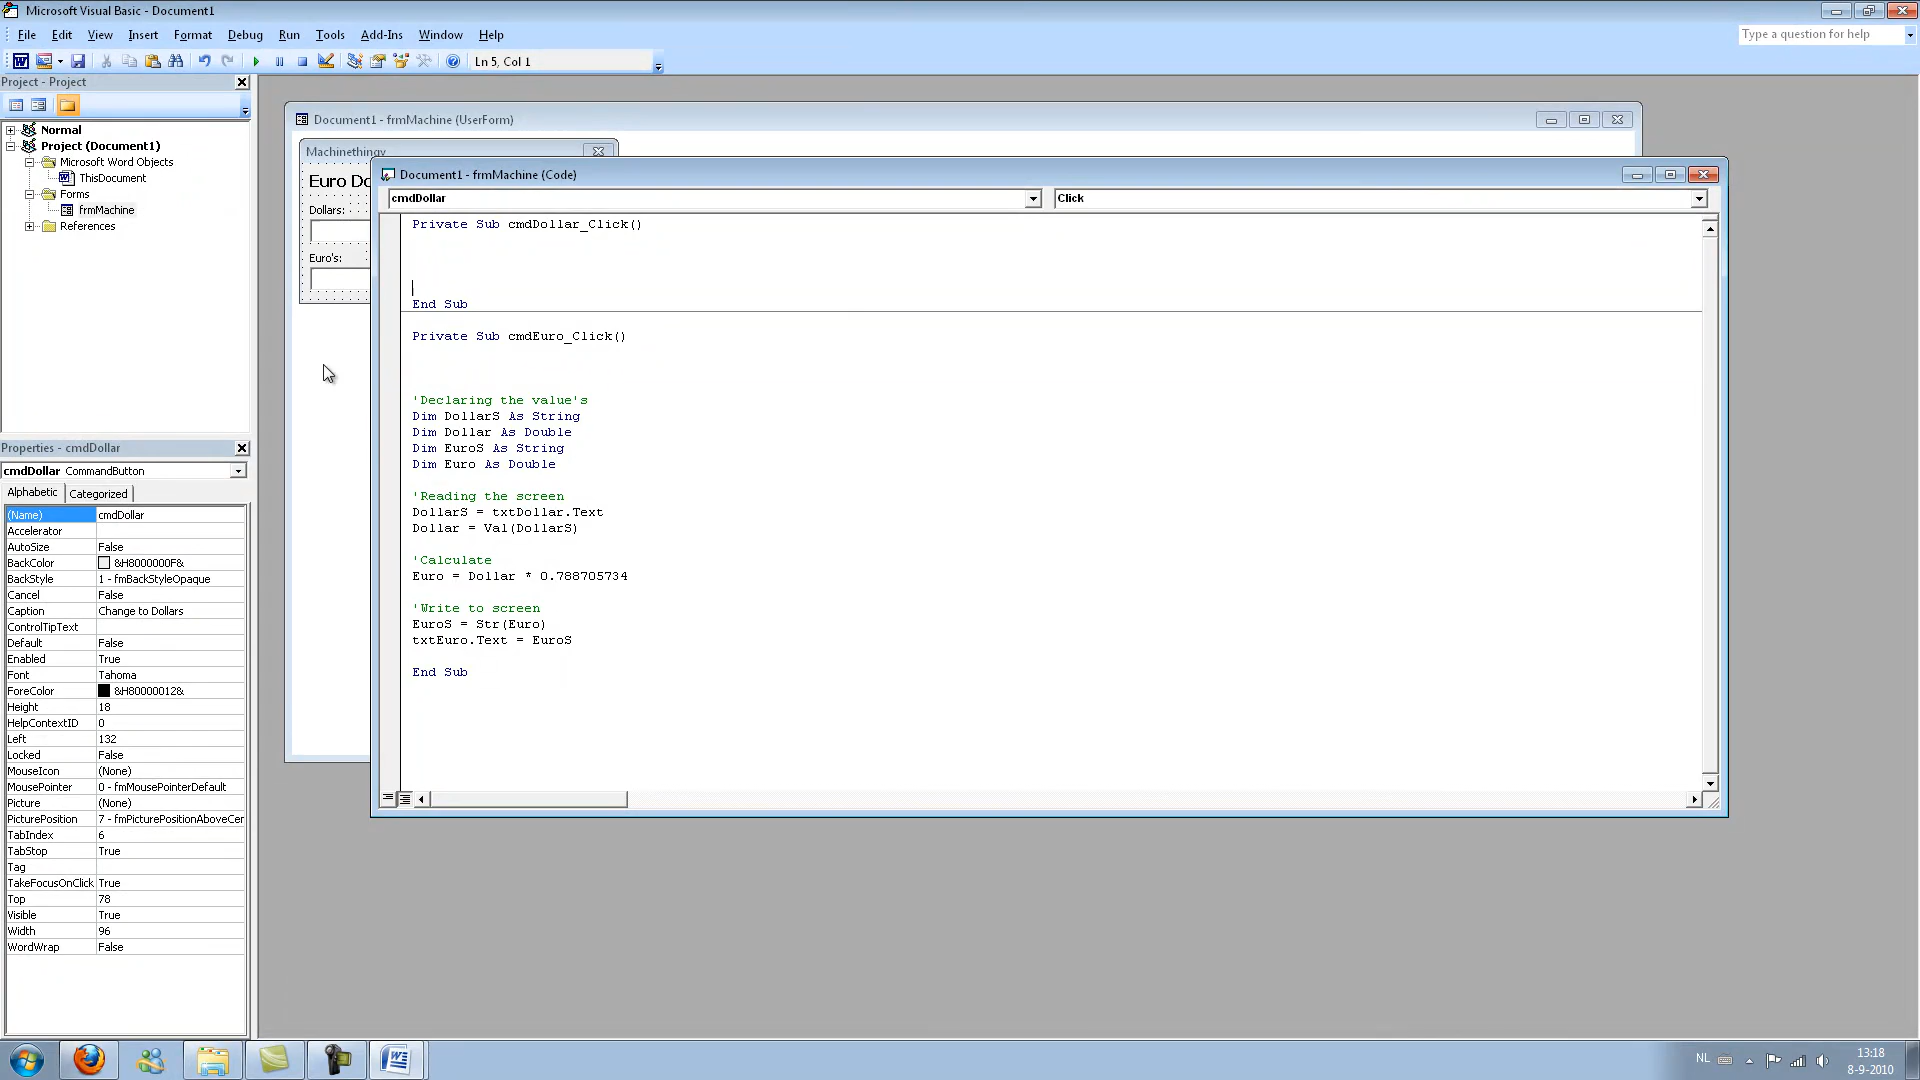 Microsoft Visual Basic - Document1
File Edit View Insert Format Debug Run Tools Add-Ins Window Help
Type a question for help
Ln 5, Col 1
Project - Project
Normal
Project (Document1)
Microsoft Word Objects
ThisDocument
Forms
frmMachine
References
Document1 - frmMachine (UserForm)
Machinethingy
Euro Do
Dollars:
Euro's:
Document1 - frmMachine (Code)
cmdDollar
Click
Private Sub cmdDollar_Click()
End Sub
Private Sub cmdEuro_Click()
'Declaring the value's
Dim DollarS As String
Dim Dollar As Double
Dim EuroS As String
Dim Euro As Double
'Reading the screen
DollarS = txtDollar.Text
Dollar = Val(DollarS)
'Calculate
Euro = Dollar * 0.788705734
'Write to screen
EuroS = Str(Euro)
txtEuro.Text = EuroS
End Sub
Properties - cmdDollar
cmdDollar CommandButton
Alphabetic Categorized
(Name) cmdDollar
Accelerator
AutoSize False
BackColor &H8000000F&
BackStyle 1 - fmBackStyleOpaque
Cancel False
Caption Change to Dollars
ControlTipText
Default False
Enabled True
Font Tahoma
ForeColor &H80000012&
Height 18
HelpContextID 0
Left 132
Locked False
MouseIcon (None)
MousePointer 0 - fmMousePointerDefault
Picture (None)
PicturePosition 7 - fmPicturePositionAboveCer
TabIndex 6
TabStop True
Tag
TakeFocusOnClick True
Top 78
Visible True
Width 96
WordWrap False
NL
13:18
8-9-2010